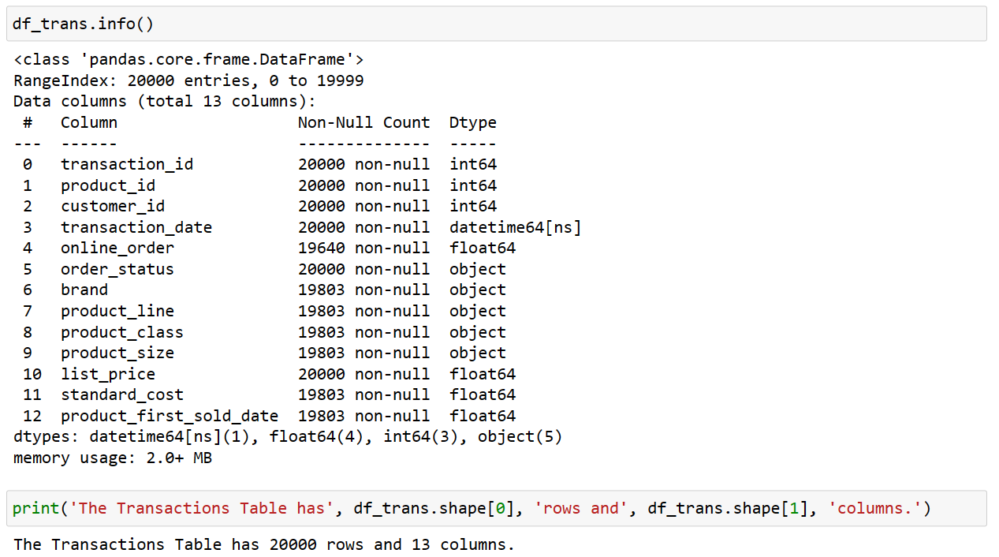 df_trans.info()
<class 'pandas.core.frame.DataFrame'>
RangeIndex: 20000 entries, 0 to 19999
Data columns (total 13 columns):
 #   Column                   Non-Null Count  Dtype
---  ------                   --------------  -----
 0   transaction_id           20000 non-null  int64
 1   product_id               20000 non-null  int64
 2   customer_id              20000 non-null  int64
 3   transaction_date         20000 non-null  datetime64[ns]
 4   online_order             19640 non-null  float64
 5   order_status             20000 non-null  object
 6   brand                    19803 non-null  object
 7   product_line             19803 non-null  object
 8   product_class            19803 non-null  object
 9   product_size             19803 non-null  object
 10  list_price               20000 non-null  float64
 11  standard_cost            19803 non-null  float64
 12  product_first_sold_date  19803 non-null  float64
dtypes: datetime64[ns](1), float64(4), int64(3), object(5)
memory usage: 2.0+ MB
print('The Transactions Table has', df_trans.shape[0], 'rows and', df_trans.shape[1], 'columns.')
The Transactions Table has 20000 rows and 13 columns.